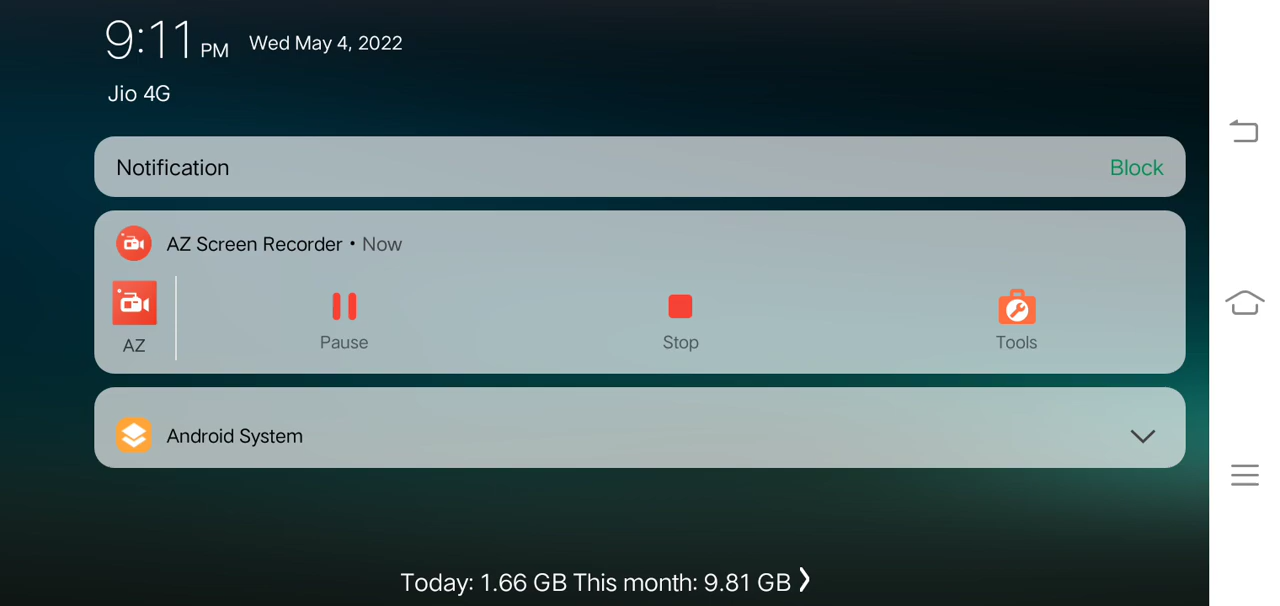 9:11 PM Wed May 4, 2022
Jio 4G
Notification Block
AZ Screen Recorder • Now
AZ Pause Stop Tools
Android System
Today: 1.66 GB This month: 9.81 GB ❯